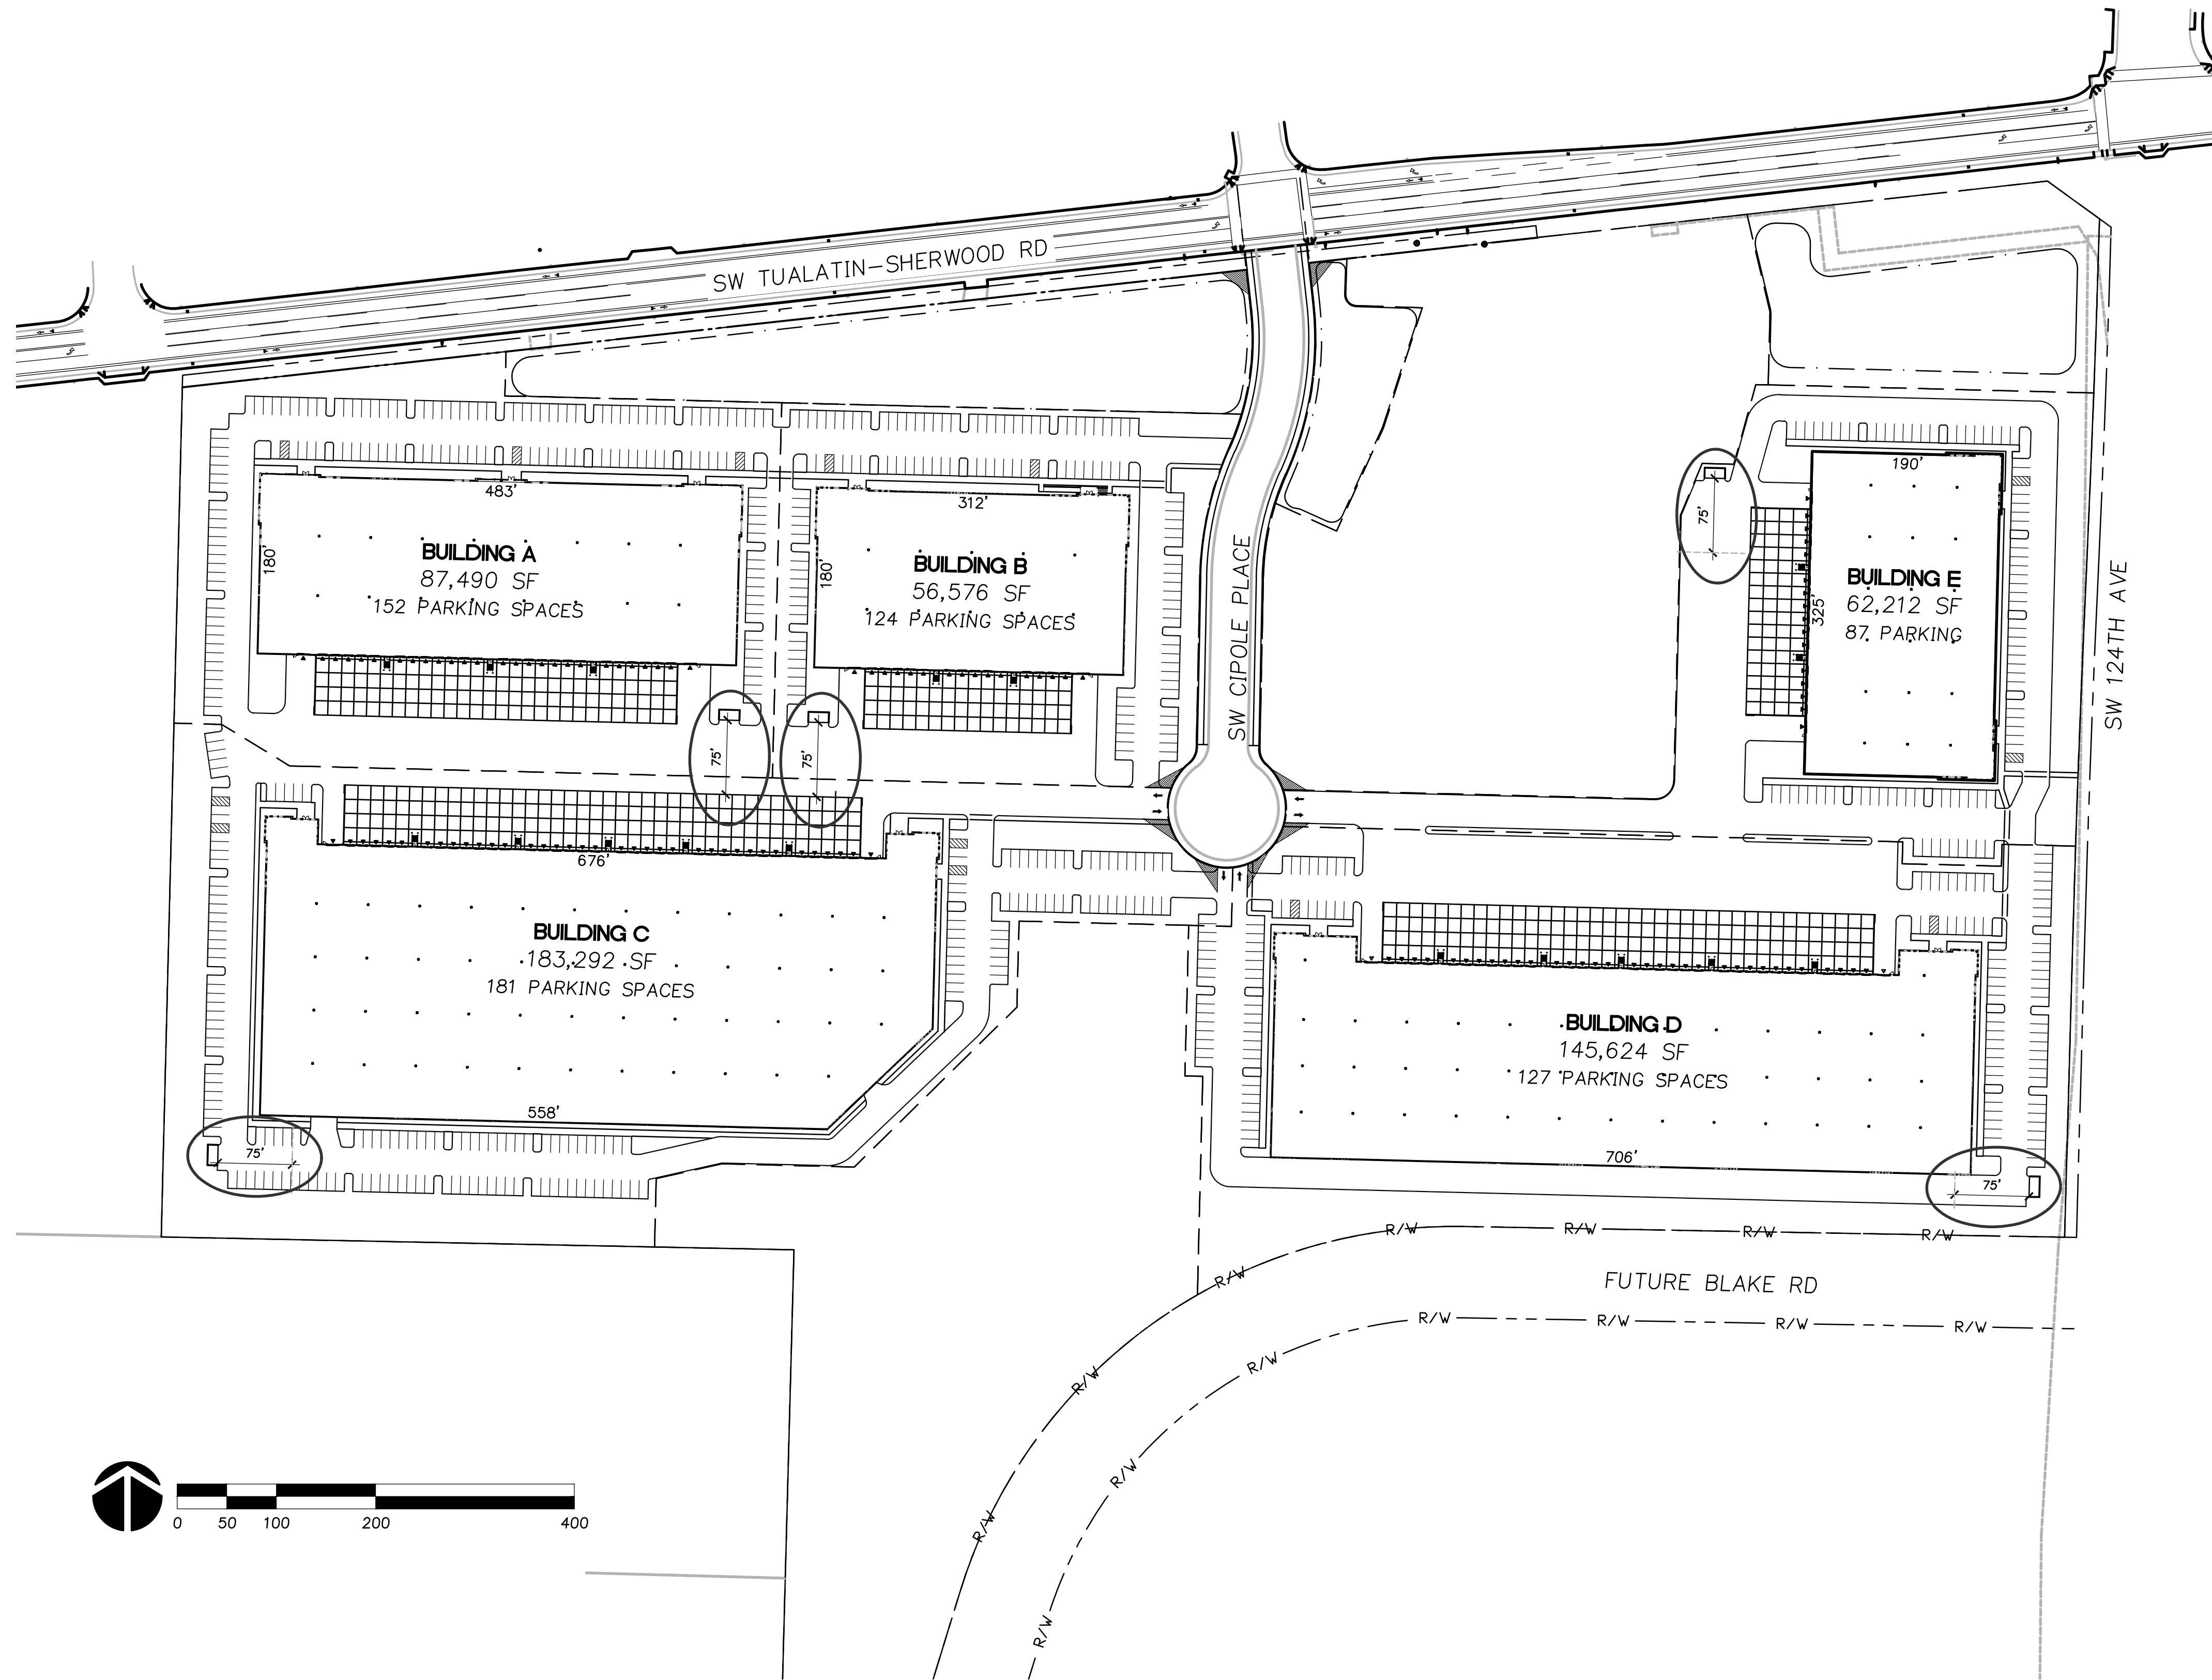 SW TUALATIN-SHERWOOD RD
483'
180'
BUILDING A
87,490 SF
152 PARKING SPACES
312'
180'
BUILDING B
56,576 SF
124 PARKING SPACES
SW CIPOLE PLACE
75'
190'
325'
BUILDING E
62,212 SF
87 PARKING
SW 124TH AVE
75'
75'
676'
BUILDING C
183,292 SF
181 PARKING SPACES
558'
75'
BUILDING D
145,624 SF
127 PARKING SPACES
706'
75'
R/W
R/W
R/W
R/W
R/W
R/W
R/W
FUTURE BLAKE RD
R/W
R/W
R/W
R/W
R/W
R/W
R/W
0 50 100 200 400